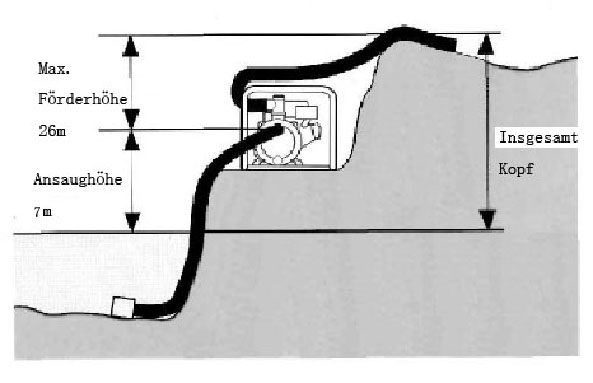 Max.
Förderhöhe
26m
Ansaughöhe
7m
Insgesamt
Kopf